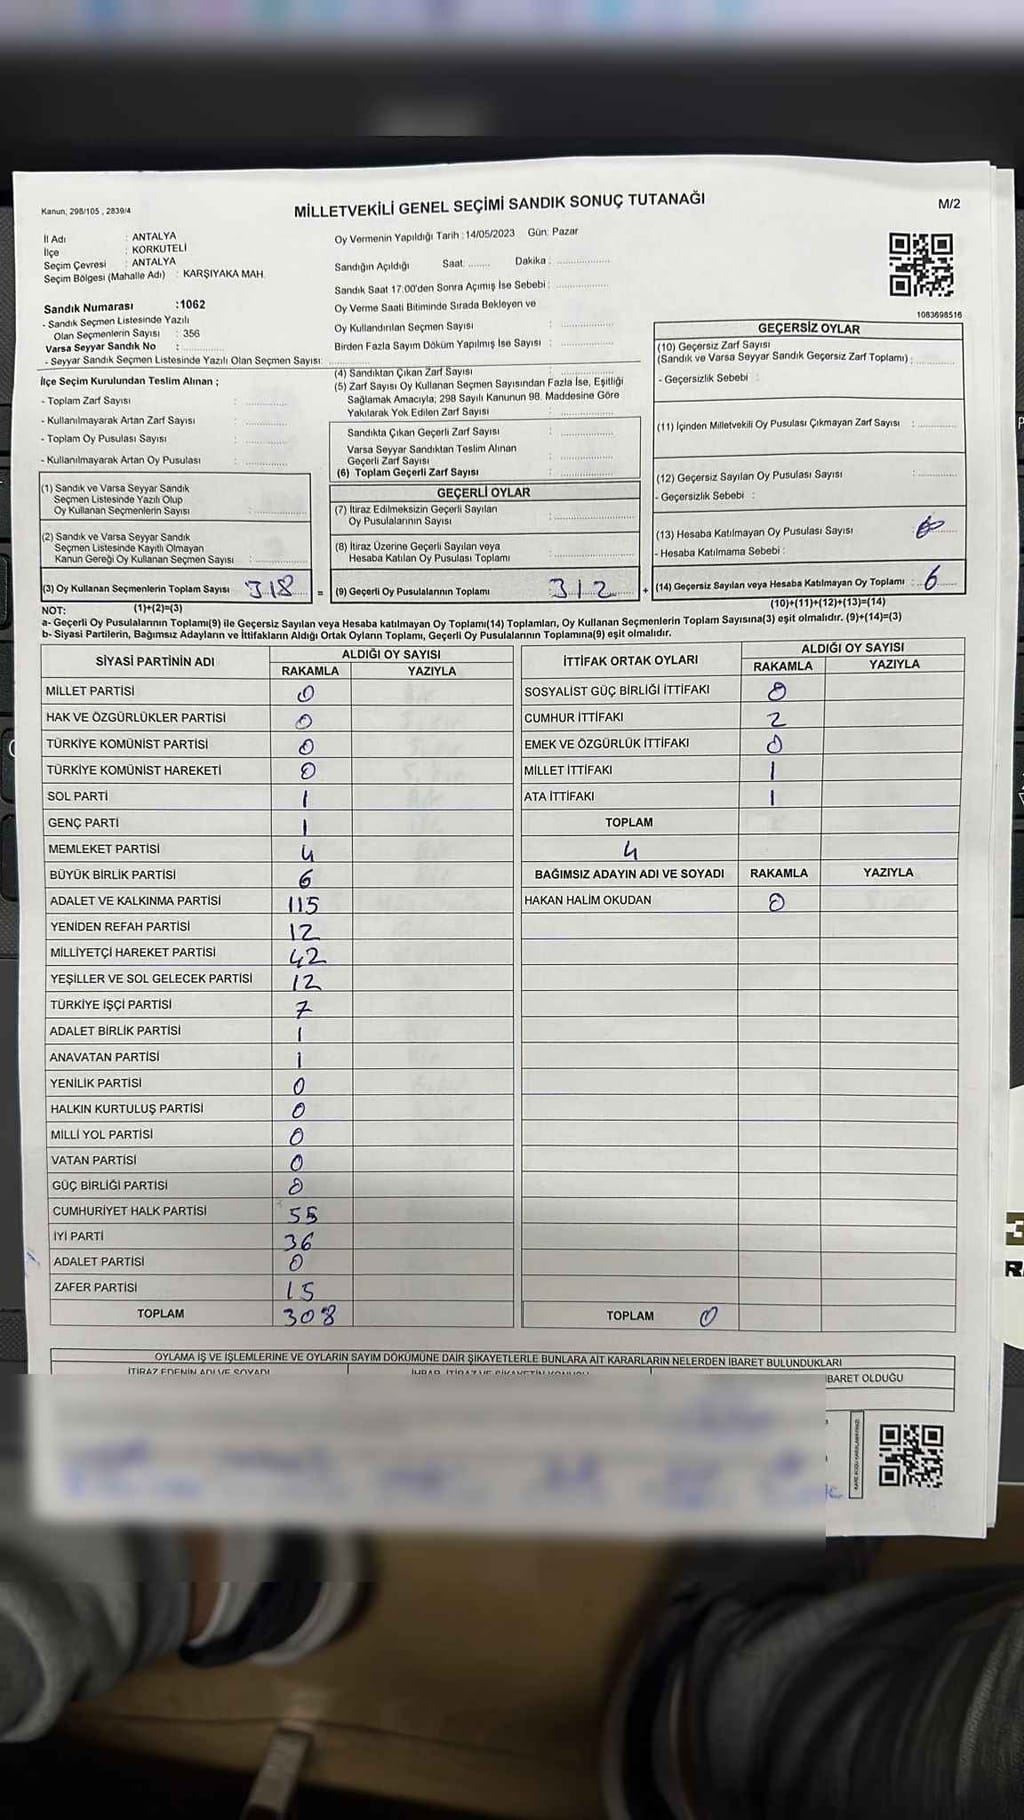 Kanun; 298/105 , 2839/4
MİLLETVEKİLİ GENEL SEÇİMİ SANDIK SONUÇ TUTANAĞI
M/2
İl Adı : ANTALYA
İlçe : KORKUTELİ
Seçim Çevresi : ANTALYA
Seçim Bölgesi (Mahalle Adı) : KARŞIYAKA MAH.
Sandık Numarası :1062
- Sandık Seçmen Listesinde Yazılı
Olan Seçmenlerin Sayısı : 356
Varsa Seyyar Sandık No :
- Seyyar Sandık Seçmen Listesinde Yazılı Olan Seçmen Sayısı:
Oy Vermenin Yapıldığı Tarih :14/05/2023 Gün: Pazar
Sandığın Açıldığı Saat: Dakika :
Sandık Saat 17:00'den Sonra Açımış İse Sebebi :
Oy Verme Saati Bitiminde Sırada Bekleyen ve
Oy Kullandırılan Seçmen Sayısı :
Birden Fazla Sayım Döküm Yapılmış İse Sayısı :
1083698516
İlçe Seçim Kurulundan Teslim Alınan ;
- Toplam Zarf Sayısı :
- Kullanılmayarak Artan Zarf Sayısı :
- Toplam Oy Pusulası Sayısı :
- Kullanılmayarak Artan Oy Pusulası :
(4) Sandıktan Çıkan Zarf Sayısı :
(5) Zarf Sayısı Oy Kullanan Seçmen Sayısından Fazla İse, Eşitliği
Sağlamak Amacıyla; 298 Sayılı Kanunun 98. Maddesine Göre
Yakılarak Yok Edilen Zarf Sayısı :
Sandıkta Çıkan Geçerli Zarf Sayısı :
Varsa Seyyar Sandıktan Teslim Alınan
Geçerli Zarf Sayısı :
(6) Toplam Geçerli Zarf Sayısı :
GEÇERSİZ OYLAR
(10) Geçersiz Zarf Sayısı
(Sandık ve Varsa Seyyar Sandık Geçersiz Zarf Toplamı) :
- Geçersizlik Sebebi :
(11) İçinden Milletvekili Oy Pusulası Çıkmayan Zarf Sayısı :
(12) Geçersiz Sayılan Oy Pusulası Sayısı :
- Geçersizlik Sebebi :
(13) Hesaba Katılmayan Oy Pusulası Sayısı :
- Hesaba Katılmama Sebebi :
(14) Geçersiz Sayılan veya Hesaba Katılmayan Oy Toplamı : 6
(10)+(11)+(12)+(13)=(14)
(1) Sandık ve Varsa Seyyar Sandık
Seçmen Listesinde Yazılı Olup
Oy Kullanan Seçmenlerin Sayısı :
(2) Sandık ve Varsa Seyyar Sandık
Seçmen Listesinde Kayıtlı Olmayan
Kanun Gereği Oy Kullanan Seçmen Sayısı :
(3) Oy Kullanan Seçmenlerin Toplam Sayısı 318 =
(1)+(2)=(3)
GEÇERLİ OYLAR
(7) İtiraz Edilmeksizin Geçerli Sayılan
Oy Pusulalarının Sayısı :
(8) İtiraz Üzerine Geçerli Sayılan veya
Hesaba Katılan Oy Pusulası Toplamı :
(9) Geçerli Oy Pusulalarının Toplamı 312 +
NOT:
a- Geçerli Oy Pusulalarının Toplamı(9) ile Geçersiz Sayılan veya Hesaba katılmayan Oy Toplamı(14) Toplamları, Oy Kullanan Seçmenlerin Toplam Sayısına(3) eşit olmalıdır. (9)+(14)=(3)
b- Siyasi Partilerin, Bağımsız Adayların ve İttifakların Aldığı Ortak Oyların Toplamı, Geçerli Oy Pusulalarının Toplamına(9) eşit olmalıdır.
SİYASİ PARTİNİN ADI ALDIĞI OY SAYISI
RAKAMLA YAZIYLA
MİLLET PARTİSİ 0
HAK VE ÖZGÜRLÜKLER PARTİSİ 0
TÜRKİYE KOMÜNİST PARTİSİ 0
TÜRKİYE KOMÜNİST HAREKETİ 0
SOL PARTİ 1
GENÇ PARTİ 1
MEMLEKET PARTİSİ 4
BÜYÜK BİRLİK PARTİSİ 6
ADALET VE KALKINMA PARTİSİ 115
YENİDEN REFAH PARTİSİ 12
MİLLİYETÇİ HAREKET PARTİSİ 42
YEŞİLLER VE SOL GELECEK PARTİSİ 12
TÜRKİYE İŞÇİ PARTİSİ 7
ADALET BİRLİK PARTİSİ 1
ANAVATAN PARTİSİ 1
YENİLİK PARTİSİ 0
HALKIN KURTULUŞ PARTİSİ 0
MİLLİ YOL PARTİSİ 0
VATAN PARTİSİ 0
GÜÇ BİRLİĞİ PARTİSİ 0
CUMHURİYET HALK PARTİSİ 55
İYİ PARTİ 36
ADALET PARTİSİ 0
ZAFER PARTİSİ 15
TOPLAM 308
İTTİFAK ORTAK OYLARI ALDIĞI OY SAYISI
RAKAMLA YAZIYLA
SOSYALİST GÜÇ BİRLİĞİ İTTİFAKI 0
CUMHUR İTTİFAKI 2
EMEK VE ÖZGÜRLÜK İTTİFAKI 0
MİLLET İTTİFAKI 1
ATA İTTİFAKI 1
TOPLAM
4
BAĞIMSIZ ADAYIN ADI VE SOYADI RAKAMLA YAZIYLA
HAKAN HALİM OKUDAN 0
TOPLAM 0
OYLAMA İŞ VE İŞLEMLERİNE VE OYLARIN SAYIM DÖKÜMÜNE DAİR ŞİKAYETLERLE BUNLARA AİT KARARLARIN NELERDEN İBARET BULUNDUKLARI
İTİRAZ EDENİN ADI VE SOYADI
İBARET OLDUĞU